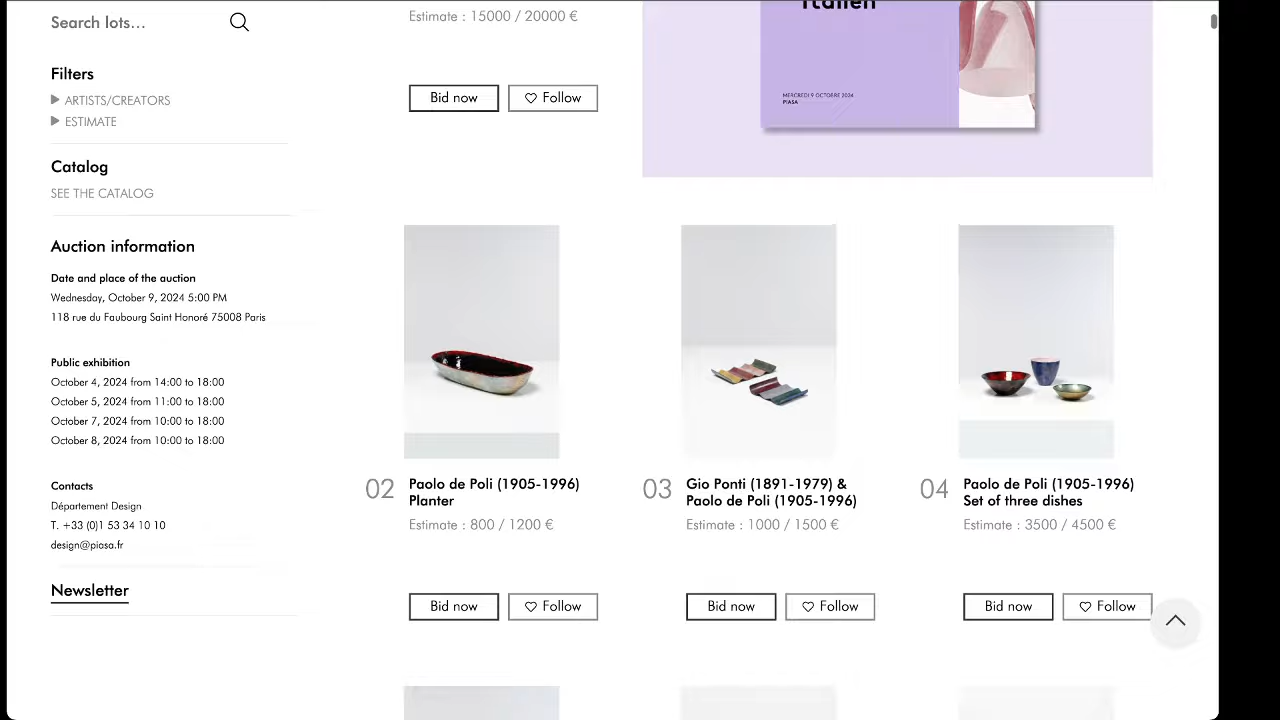 Search lots...
Filters
ARTISTS/CREATORS
ESTIMATE
Catalog
SEE THE CATALOG
Auction information
Date and place of the auction
Wednesday, October 9, 2024 5:00 PM
118 rue du Faubourg Saint Honoré 75008 Paris
Public exhibition
October 4, 2024 from 14:00 to 18:00
October 5, 2024 from 11:00 to 18:00
October 7, 2024 from 10:00 to 18:00
October 8, 2024 from 10:00 to 18:00
Contacts
Département Design
T. +33 (0)1 53 34 10 10
design@piasa.fr
Newsletter
Estimate : 15000 / 20000 €
Bid now
Follow
Italien
MERCREDI 9 OCTOBRE 2024
PIASA
02
Paolo de Poli (1905-1996)
Planter
Estimate : 800 / 1200 €
Bid now
Follow
03
Gio Ponti (1891-1979) &
Paolo de Poli (1905-1996)
Estimate : 1000 / 1500 €
Bid now
Follow
04
Paolo de Poli (1905-1996)
Set of three dishes
Estimate : 3500 / 4500 €
Bid now
Follow